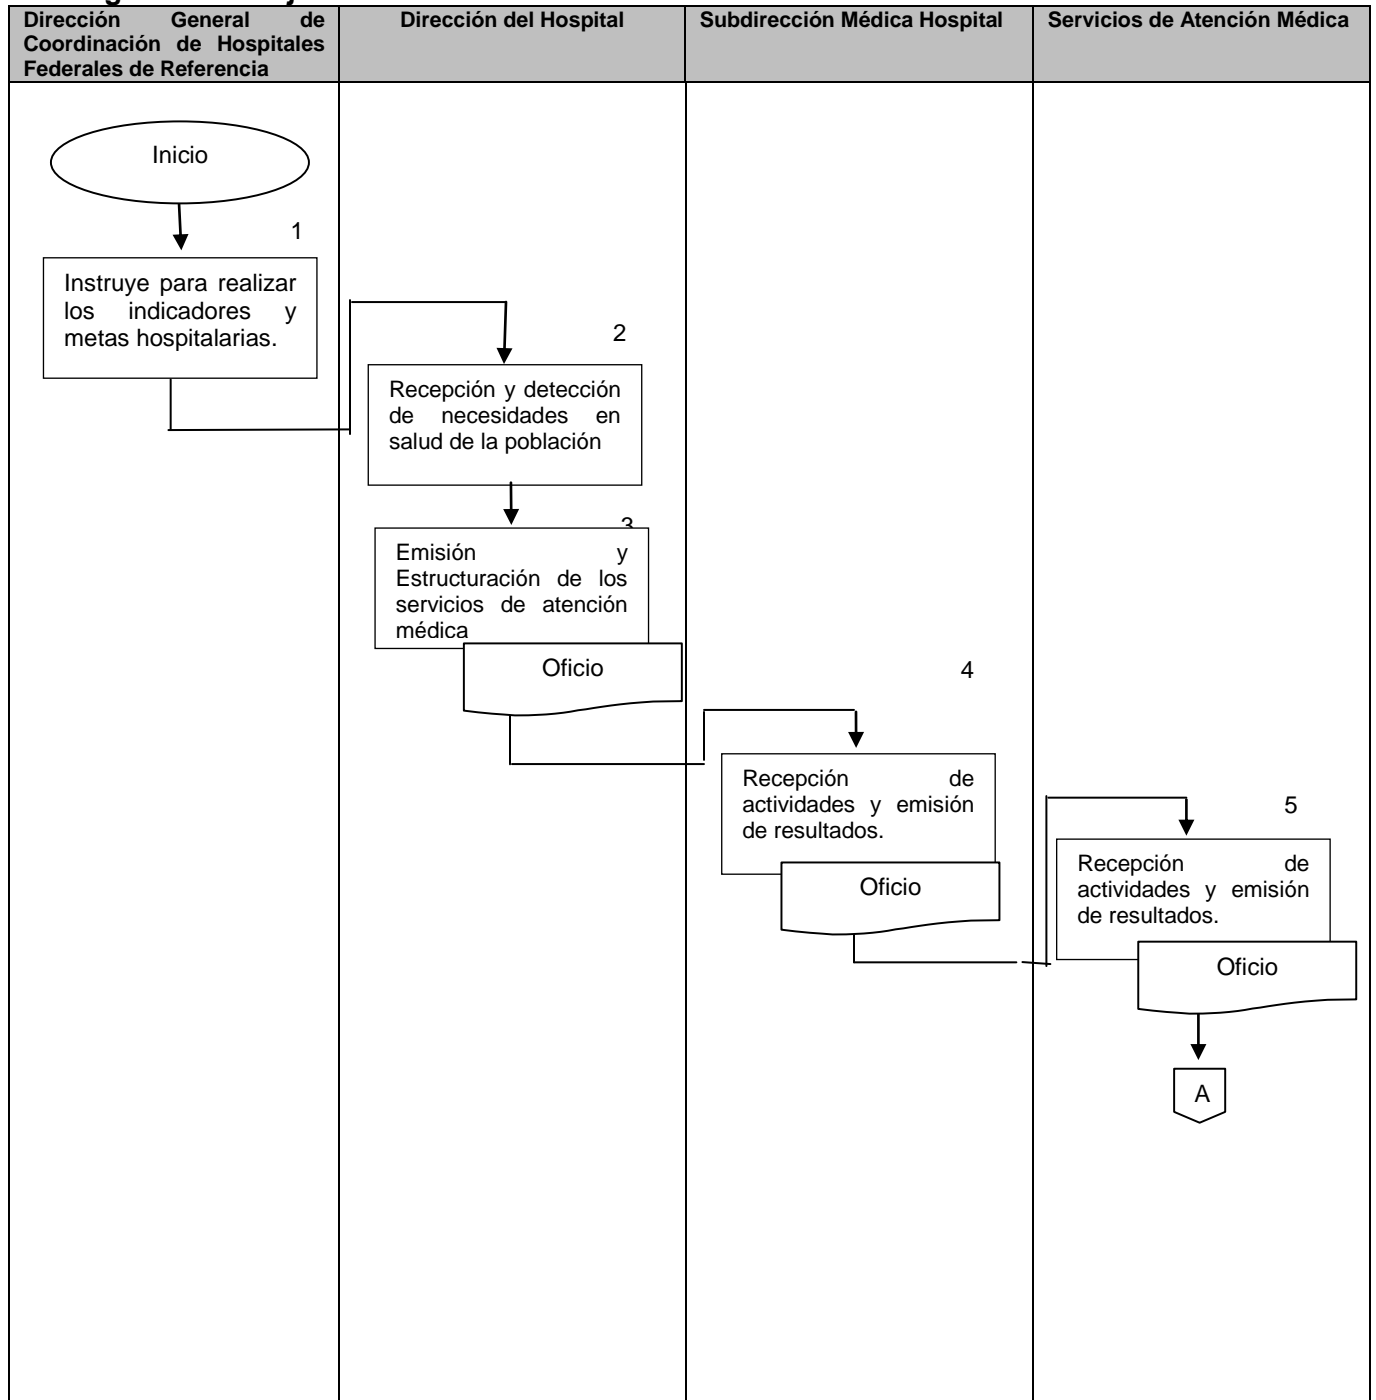 Dirección General de
Coordinación de Hospitales
Federales de Referencia
Dirección del Hospital
Subdirección Médica Hospital
Servicios de Atención Médica
Inicio
1
Instruye para realizar
los indicadores y
metas hospitalarias.
2
Recepción y detección
de necesidades en
salud de la población
3
Emisión y
Estructuración de los
servicios de atención
médica
Oficio
4
Recepción de
actividades y emisión
de resultados.
Oficio
5
Recepción de
actividades y emisión
de resultados.
Oficio
A